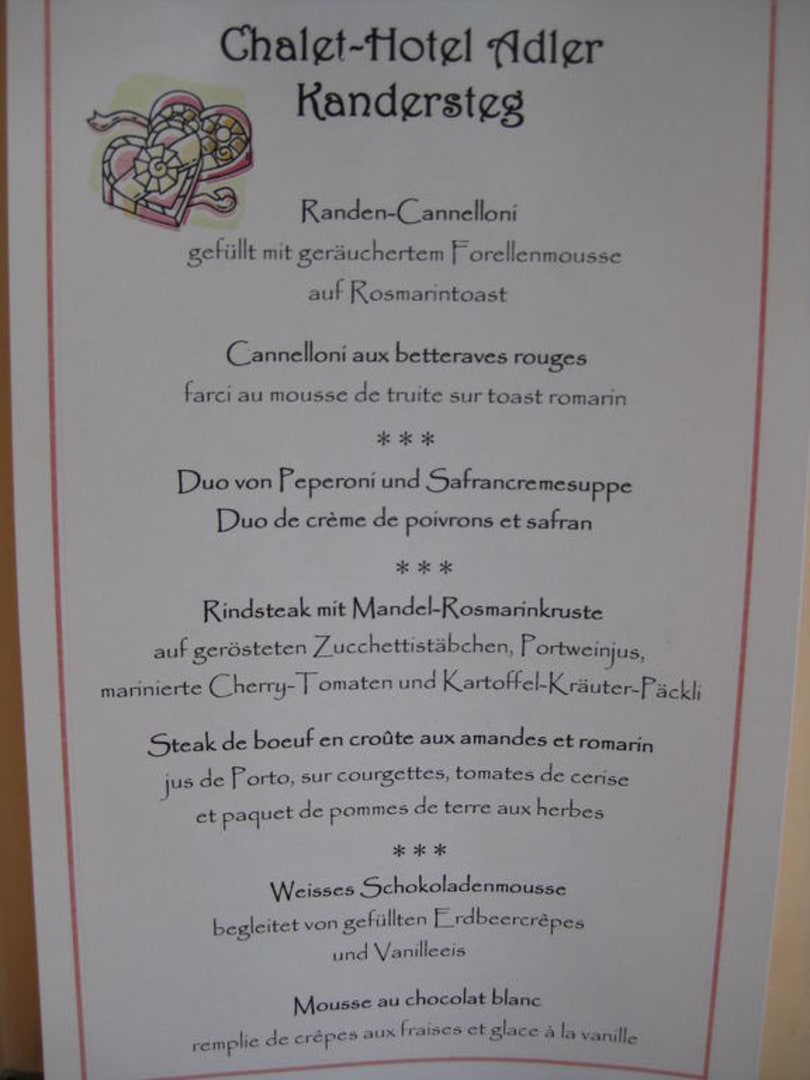 Chalet-Hotel Adler
Kandersteg
Randen-Cannelloni
gefüllt mit geräuchertem Forellenmousse
auf Rosmarintoast
Cannelloni aux betteraves rouges
farci au mousse de truite sur toast romarin
* * *
Duo von Peperoni und Safrancremesuppe
Duo de crème de poivrons et safran
* * *
Rindsteak mit Mandel-Rosmarinkruste
auf gerösteten Zucchettistäbchen, Portweinjus,
marinierte Cherry-Tomaten und Kartoffel-Kräuter-Päckli
Steak de boeuf en croûte aux amandes et romarin
jus de Porto, sur courgettes, tomates de cerise
et paquet de pommes de terre aux herbes
* * *
Weisses Schokoladenmousse
begleitet von gefüllten Erdbeercrêpes
und Vanilleeis
Mousse au chocolat blanc
remplie de crêpes aux fraises et glace à la vanille